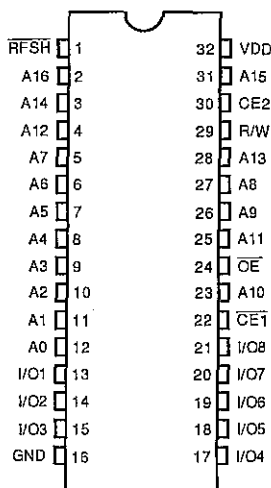 R̅F̅S̅H̅ 1 32 VDD
A16 2 31 A15
A14 3 30 CE2
A12 4 29 R/W
A7 5 28 A13
A6 6 27 A8
A5 7 26 A9
A4 8 25 A11
A3 9 24 O̅E̅
A2 10 23 A10
A1 11 22 C̅E̅1̅
A0 12 21 I/O8
I/O1 13 20 I/O7
I/O2 14 19 I/O6
I/O3 15 18 I/O5
GND 16 17 I/O4